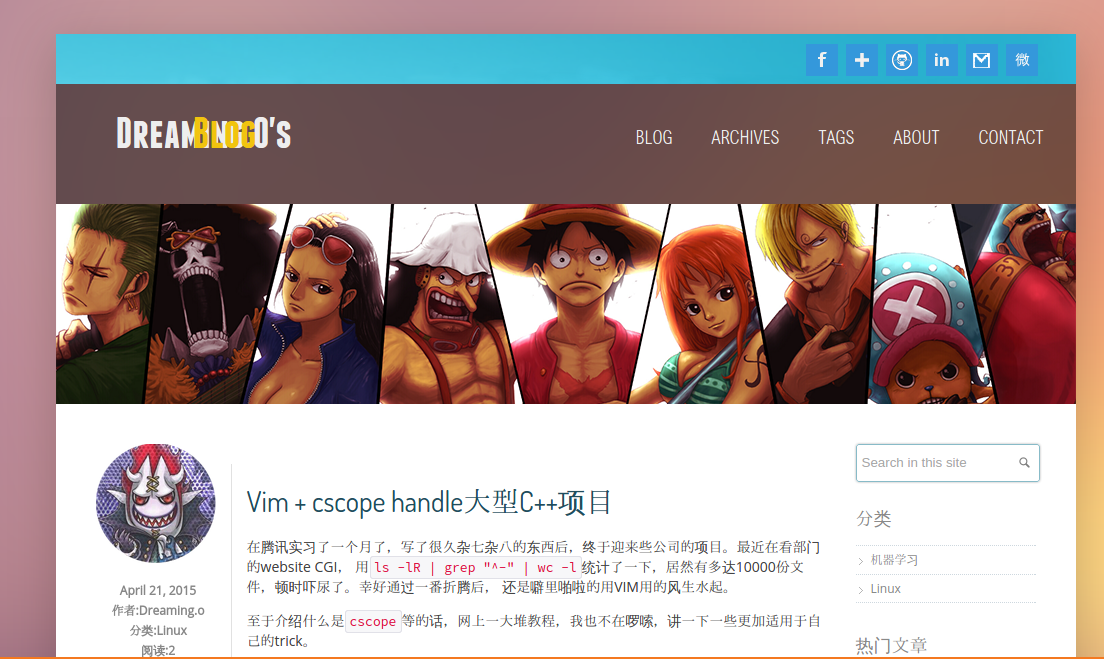 f in 微
DREAMINGO'S
BLOG
BLOG ARCHIVES TAGS ABOUT CONTACT
Search in this site
Vim + cscope handle大型C++项目
在腾讯实习了一个月了，写了很久杂七杂八的东西后，终于迎来些公司的项目。最近在看部门
的website CGI， 用 ls -lR | grep "^-" | wc -l 统计了一下，居然有多达10000份文
件，顿时吓尿了。幸好通过一番折腾后， 还是噼里啪啦的用VIM用的风生水起。
至于介绍什么是 cscope 等的话，网上一大堆教程，我也不在啰嗦，讲一下一些更加适用于自
己的trick。
April 21, 2015
作者:Dreaming.o
分类:Linux
阅读:2
分类
机器学习
Linux
热门文章